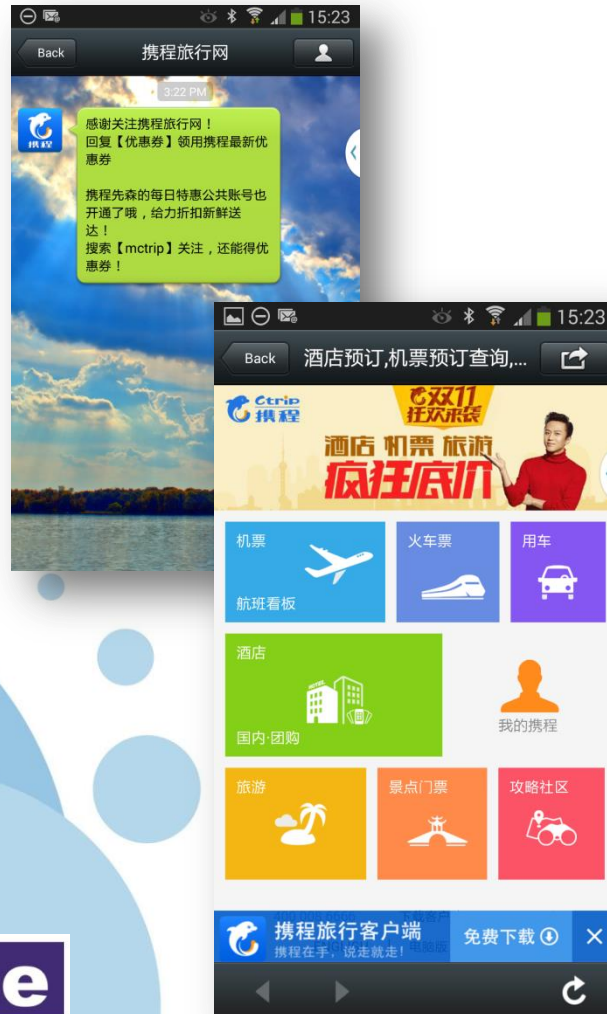 15:23
Back
携程旅行网
3:22 PM
携程
感谢关注携程旅行网！
回复【优惠券】领用携程最新优
惠券
携程先森的每日特惠公共账号也
开通了哦，给力折扣新鲜送
达！
搜索【mctrip】关注，还能得优
惠券！
15:23
Back
酒店预订,机票预订查询,...
Ctrip
携程
双11
狂欢来袭
酒店 机票 旅游
疯狂底价
机票
航班看板
火车票
用车
酒店
HOTEL
国内·团购
我的携程
旅游
景点门票
攻略社区
携程旅行客户端
携程在手，说走就走！
免费下载
e